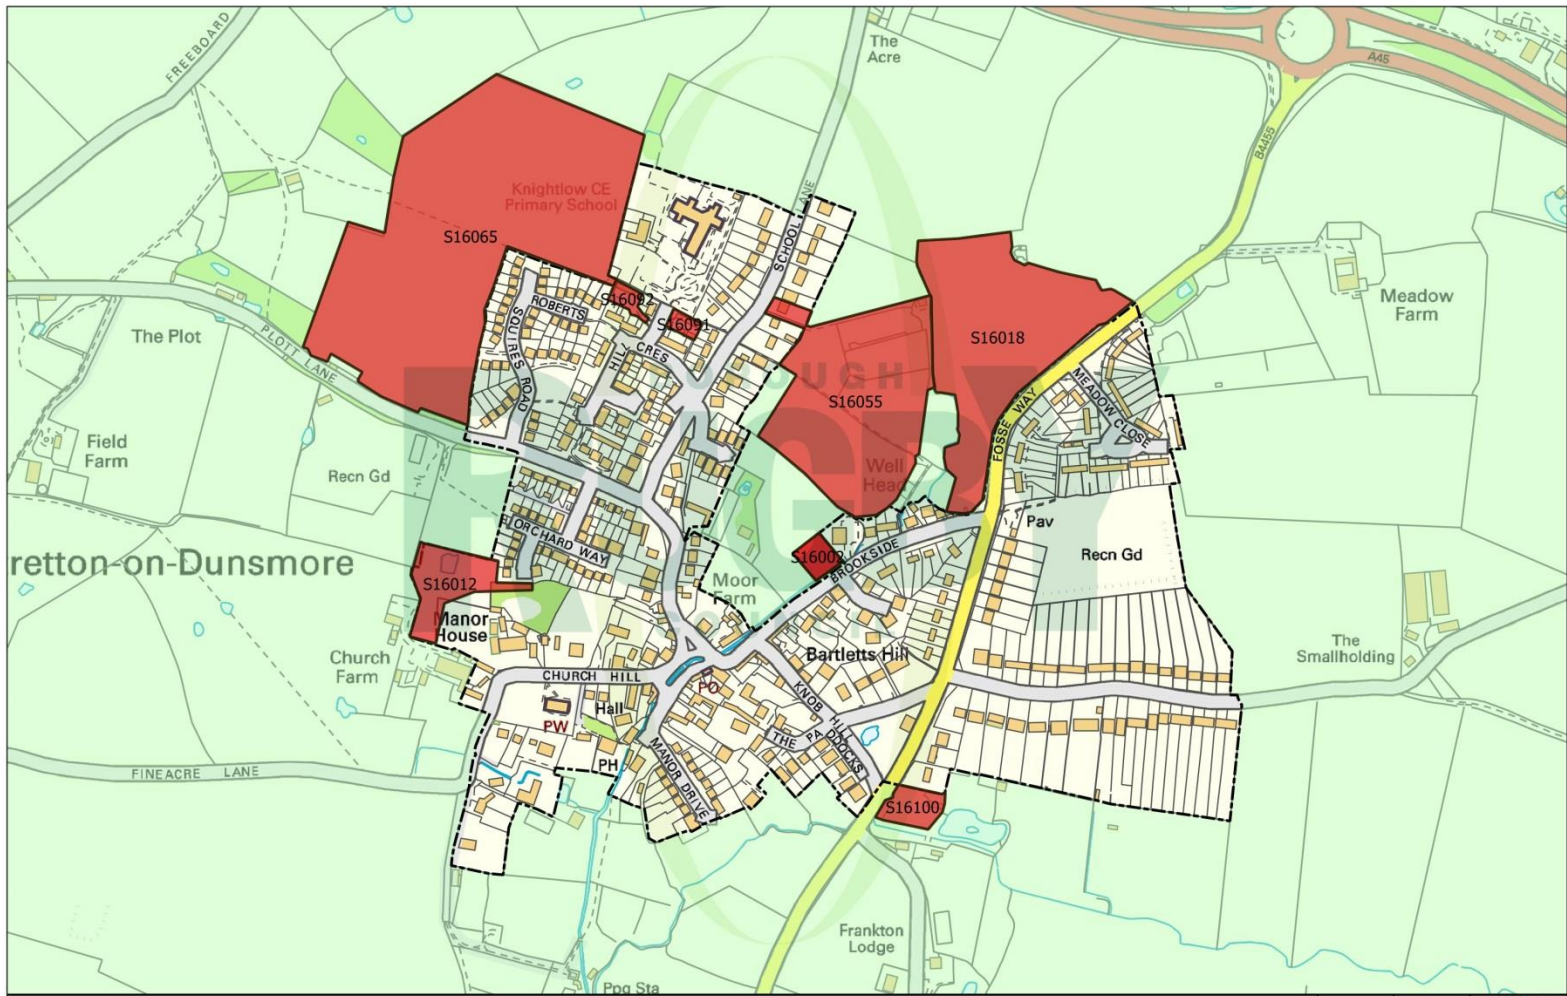 FREEBOARD
The
Acre
A45
B4455
Knightlow CE
Primary School
SCHOOL LANE
S16065
ROBERTS
S16092
S16091
Meadow
Farm
The Plot
PLOTT LANE
SQUIRES ROAD
HILL CRES
S16018
BOROUGH
RUGBY
COUNCIL
S16055
FOSSE WAY
MEADOW CLOSE
Field
Farm
Recn Gd
Well
Head
ORCHARD WAY
Pav
Recn Gd
retton-on-Dunsmore
S16012
S16002
BROOKSIDE
Moor
Farm
Manor
House
Church
Farm
Bartletts Hill
The
Smallholding
CHURCH HILL
PO
KNOB HILL
Hall
PW
THE PADDOCKS
PH
MANOR DRIVE
FINEACRE LANE
S16100
Frankton
Lodge
Ppg Sta